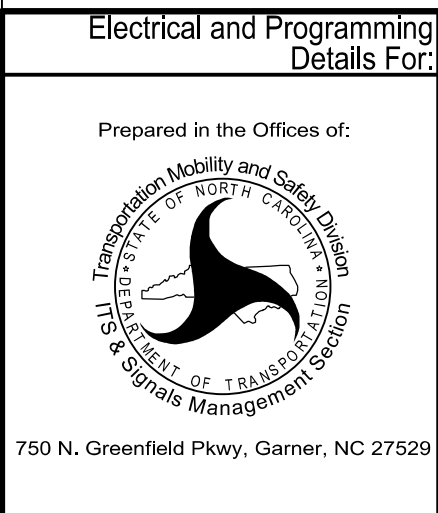 Electrical and Programming
Details For:
Prepared in the Offices of:
Transportation Mobility and Safety Division
STATE OF NORTH CAROLINA
* DEPARTMENT OF TRANSPORTATION *
ITS & Signals Management Section
750 N. Greenfield Pkwy, Garner, NC 27529